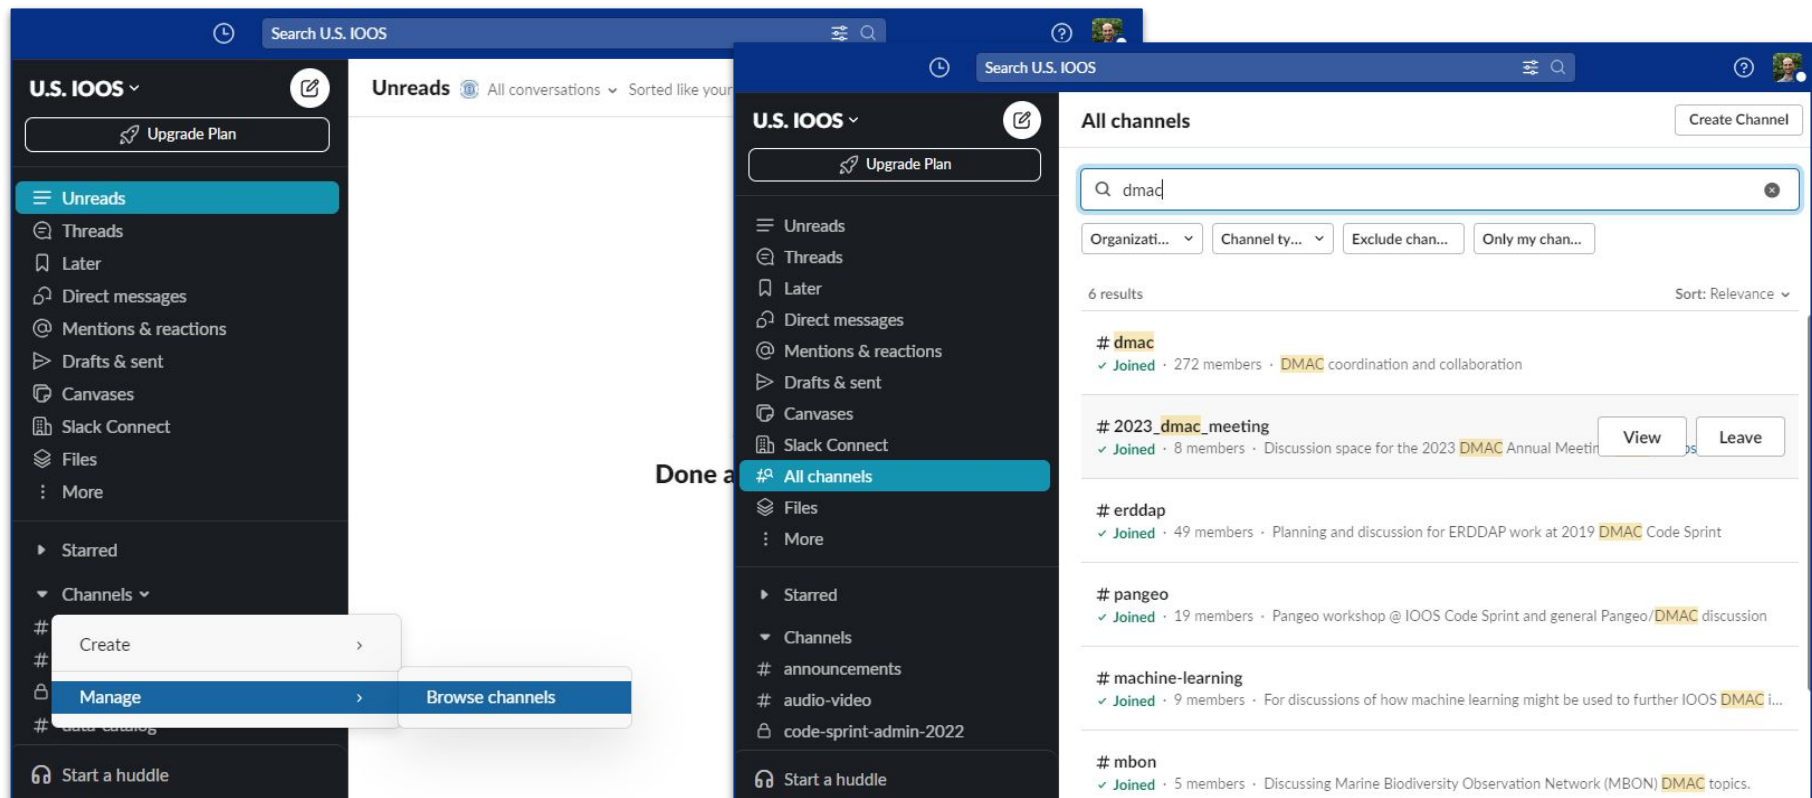 Search U.S. IOOS
U.S. IOOS
Upgrade Plan
Unreads
Threads
Later
Direct messages
Mentions & reactions
Drafts & sent
Canvases
Slack Connect
Files
More
Starred
Channels
Create
Manage
Browse channels
Start a huddle
Unreads All conversations Sorted like your
Done
Search U.S. IOOS
U.S. IOOS
Upgrade Plan
Unreads
Threads
Later
Direct messages
Mentions & reactions
Drafts & sent
Canvases
Slack Connect
All channels
Files
More
Starred
Channels
# announcements
# audio-video
code-sprint-admin-2022
Start a huddle
All channels
Create Channel
dmac
Organizati... Channel ty... Exclude chan... Only my chan...
6 results Sort: Relevance
# dmac
✓ Joined · 272 members · DMAC coordination and collaboration
# 2023_dmac_meeting
✓ Joined · 8 members · Discussion space for the 2023 DMAC Annual
View Leave
# erddap
✓ Joined · 49 members · Planning and discussion for ERDDAP work at 2019 DMAC Code Sprint
# pangeo
✓ Joined · 19 members · Pangeo workshop @ IOOS Code Sprint and general Pangeo/DMAC discussion
# machine-learning
✓ Joined · 9 members · For discussions of how machine learning might be used to further IOOS DMAC i...
# mbon
✓ Joined · 5 members · Discussing Marine Biodiversity Observation Network (MBON) DMAC topics.